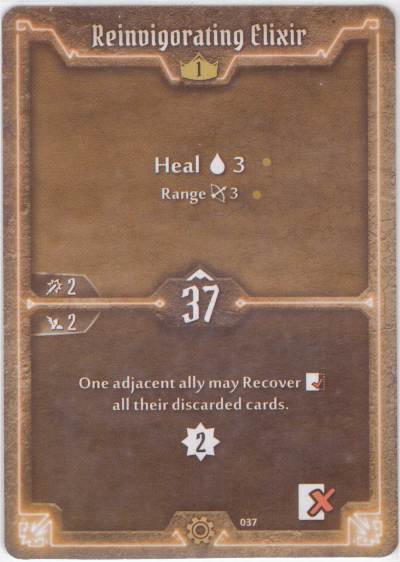 Reinvigorating Elixir
1
Heal 3
Range 3
2
37
2
One adjacent ally may Recover
all their discarded cards.
2
037